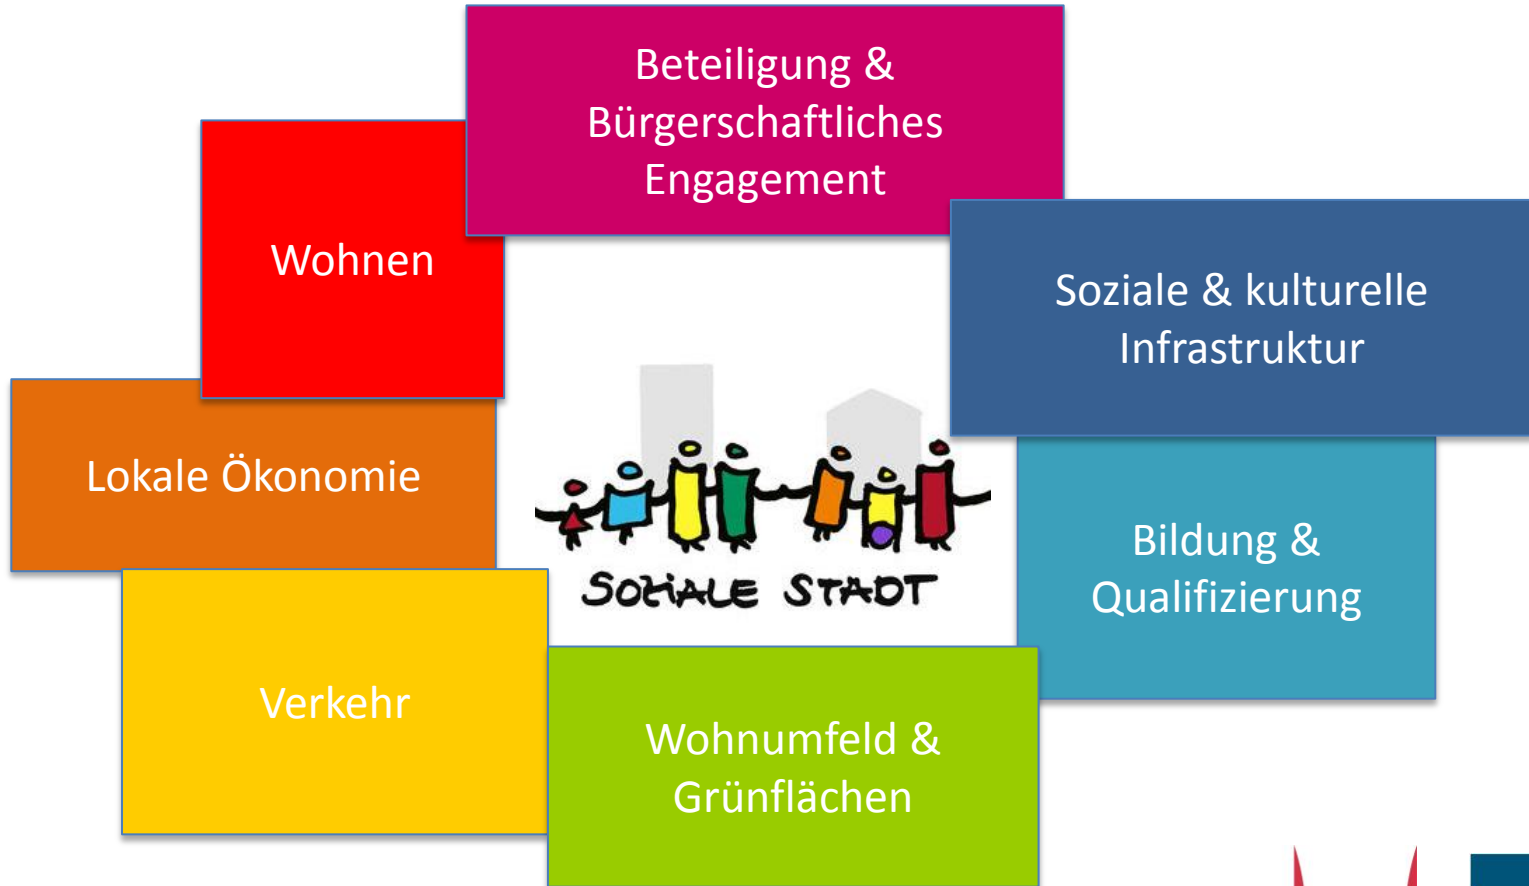 Beteiligung &
Bürgerschaftliches
Engagement
Wohnen
Soziale & kulturelle
Infrastruktur
Lokale Ökonomie
SOZiALE STADT
Bildung &
Qualifizierung
Verkehr
Wohnumfeld &
Grünflächen